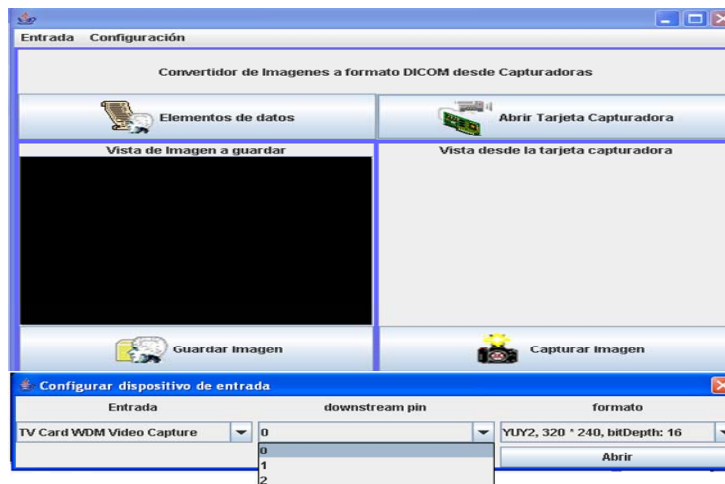 Entrada Configuración
Convertidor de Imagenes a formato DICOM desde Capturadoras
Elementos de datos
Abrir Tarjeta Capturadora
Vista de Imagen a guardar
Vista desde la tarjeta capturadora
Guardar Imagen
Capturar Imagen
Configurar dispositivo de entrada
Entrada downstream pin formato
TV Card WDM Video Capture 0 YUY2, 320 * 240, bitDepth: 16
0
Abrir
1
2